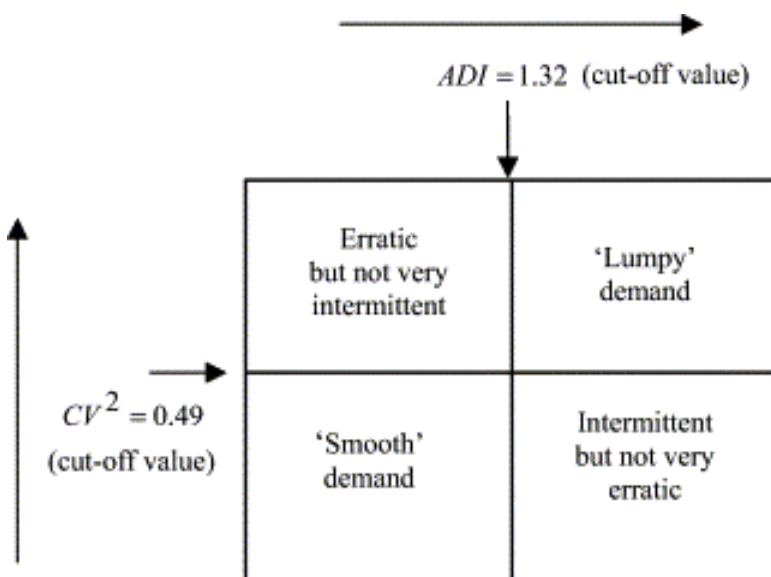 ADI = 1.32 (cut-off value)
Erratic
but not very
intermittent
‘Lumpy’
demand
CV² = 0.49
(cut-off value)
‘Smooth’
demand
Intermittent
but not very
erratic